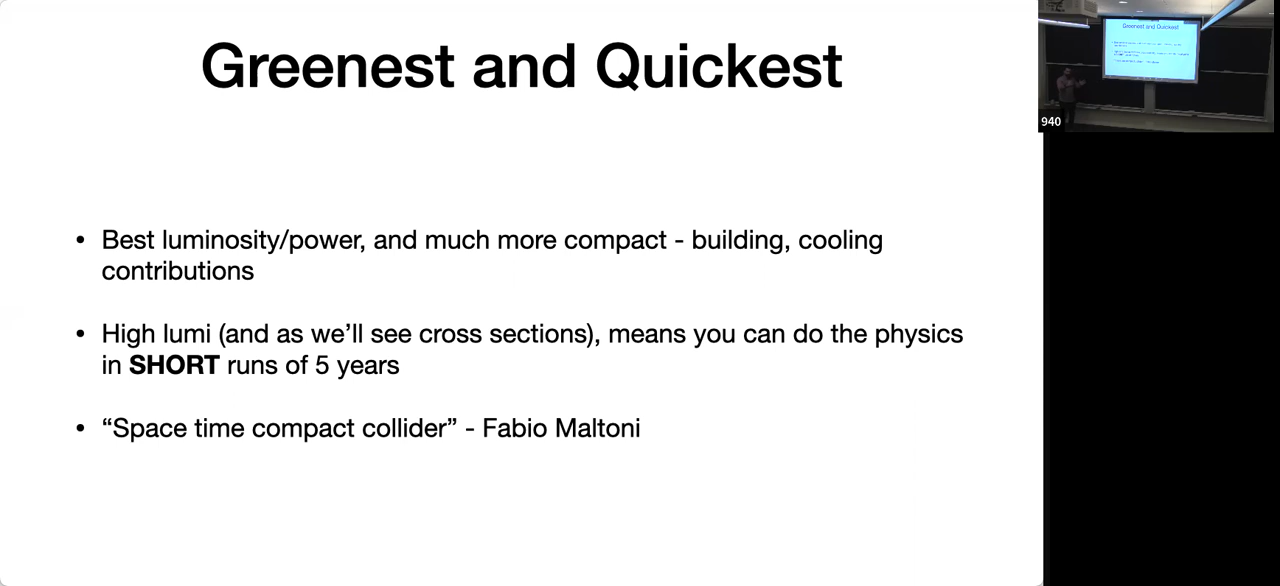 Greenest and Quickest
• Best luminosity/power, and much more compact - building, cooling
contributions
• High lumi (and as we’ll see cross sections), means you can do the physics
in SHORT runs of 5 years
• “Space time compact collider” - Fabio Maltoni
Greenest and Quickest
940